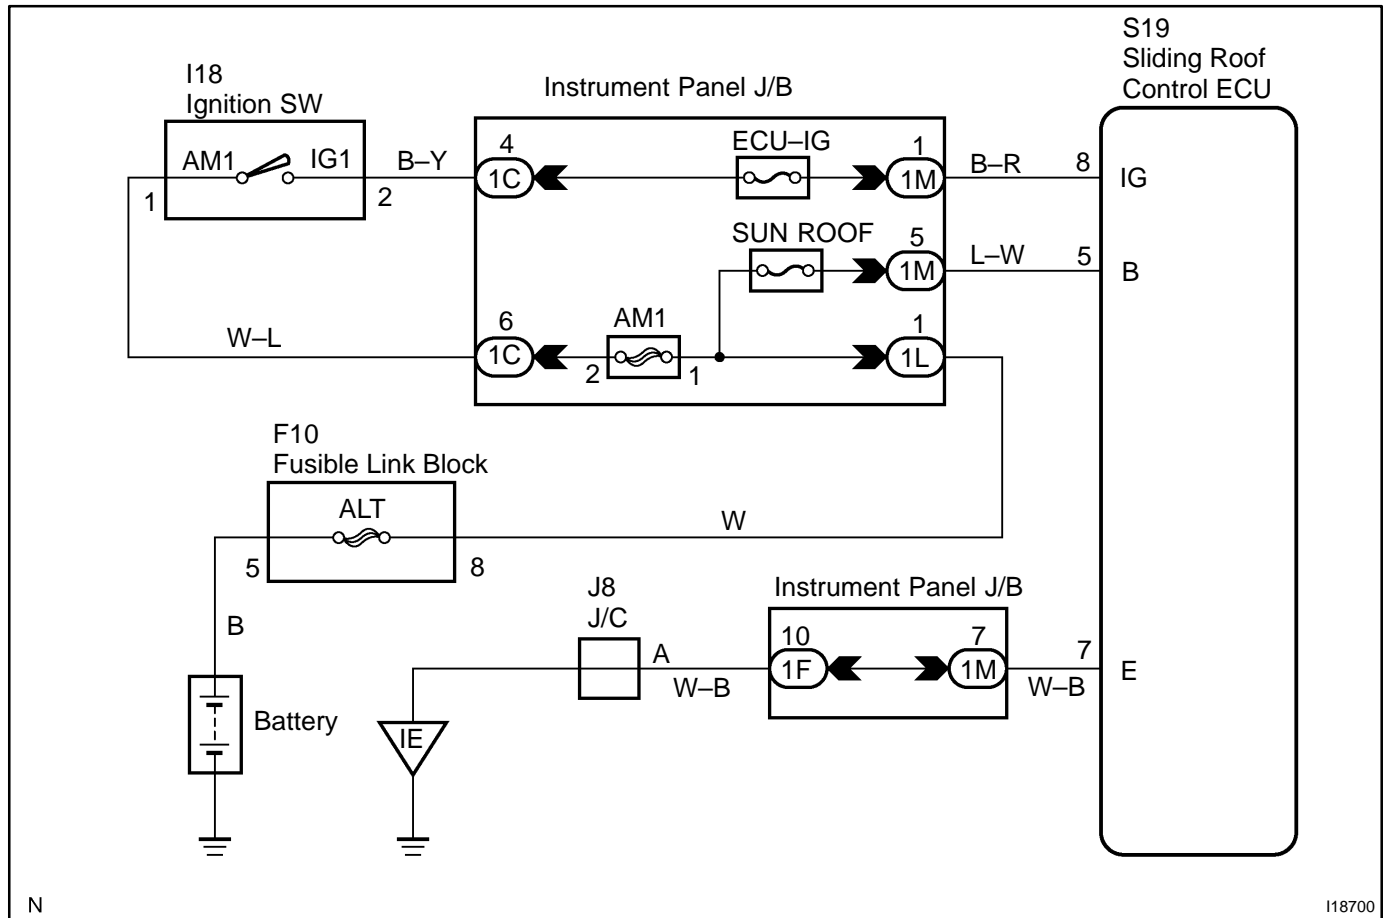 S19
Sliding Roof
Control ECU
I18
Ignition SW
Instrument Panel J/B
AM1
IG1
1
2
B–Y
4
1C
ECU–IG
1
1M
B–R
8
IG
SUN ROOF
5
1M
L–W
5
B
W–L
6
1C
AM1
2
1
1
1L
F10
Fusible Link Block
ALT
5
8
W
B
Battery
J8
J/C
A
W–B
IE
Instrument Panel J/B
10
1F
7
1M
W–B
7
E
N
I18700